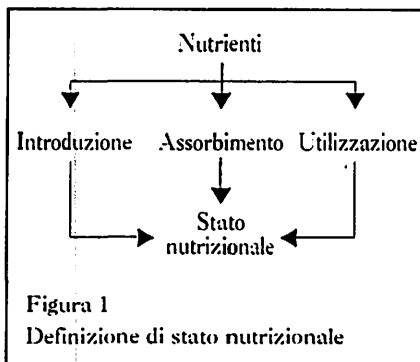 Nutrienti
Introduzione Assorbimento Utilizzazione
Stato
nutrizionale
Figura 1
Definizione di stato nutrizionale